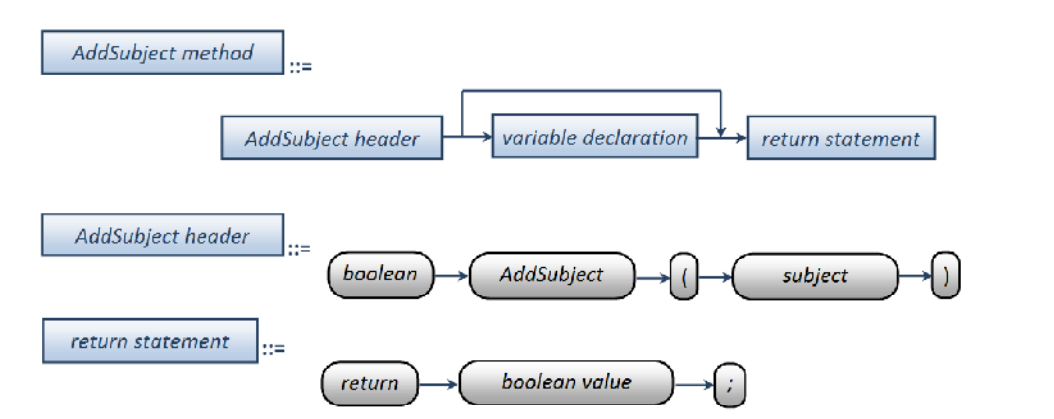 AddSubject method ::=
AddSubject header variable declaration return statement
AddSubject header ::=
boolean AddSubject ( subject )
return statement ::=
return boolean value ;